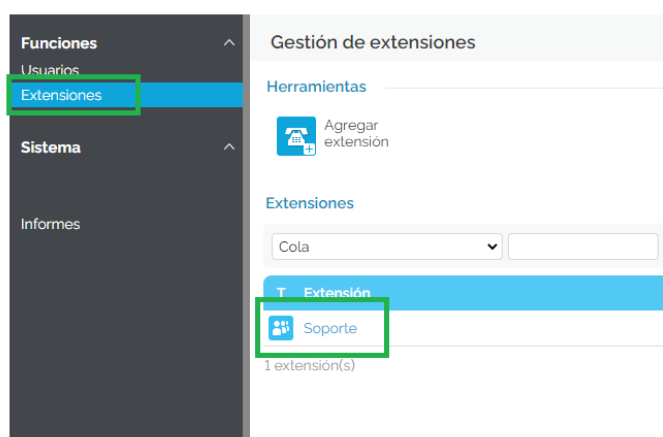 Funciones
Usuarios
Extensiones
Sistema
Informes
Gestión de extensiones
Herramientas
Agregar
extensión
Extensiones
Cola
T Extensión
Soporte
1 extensión(s)